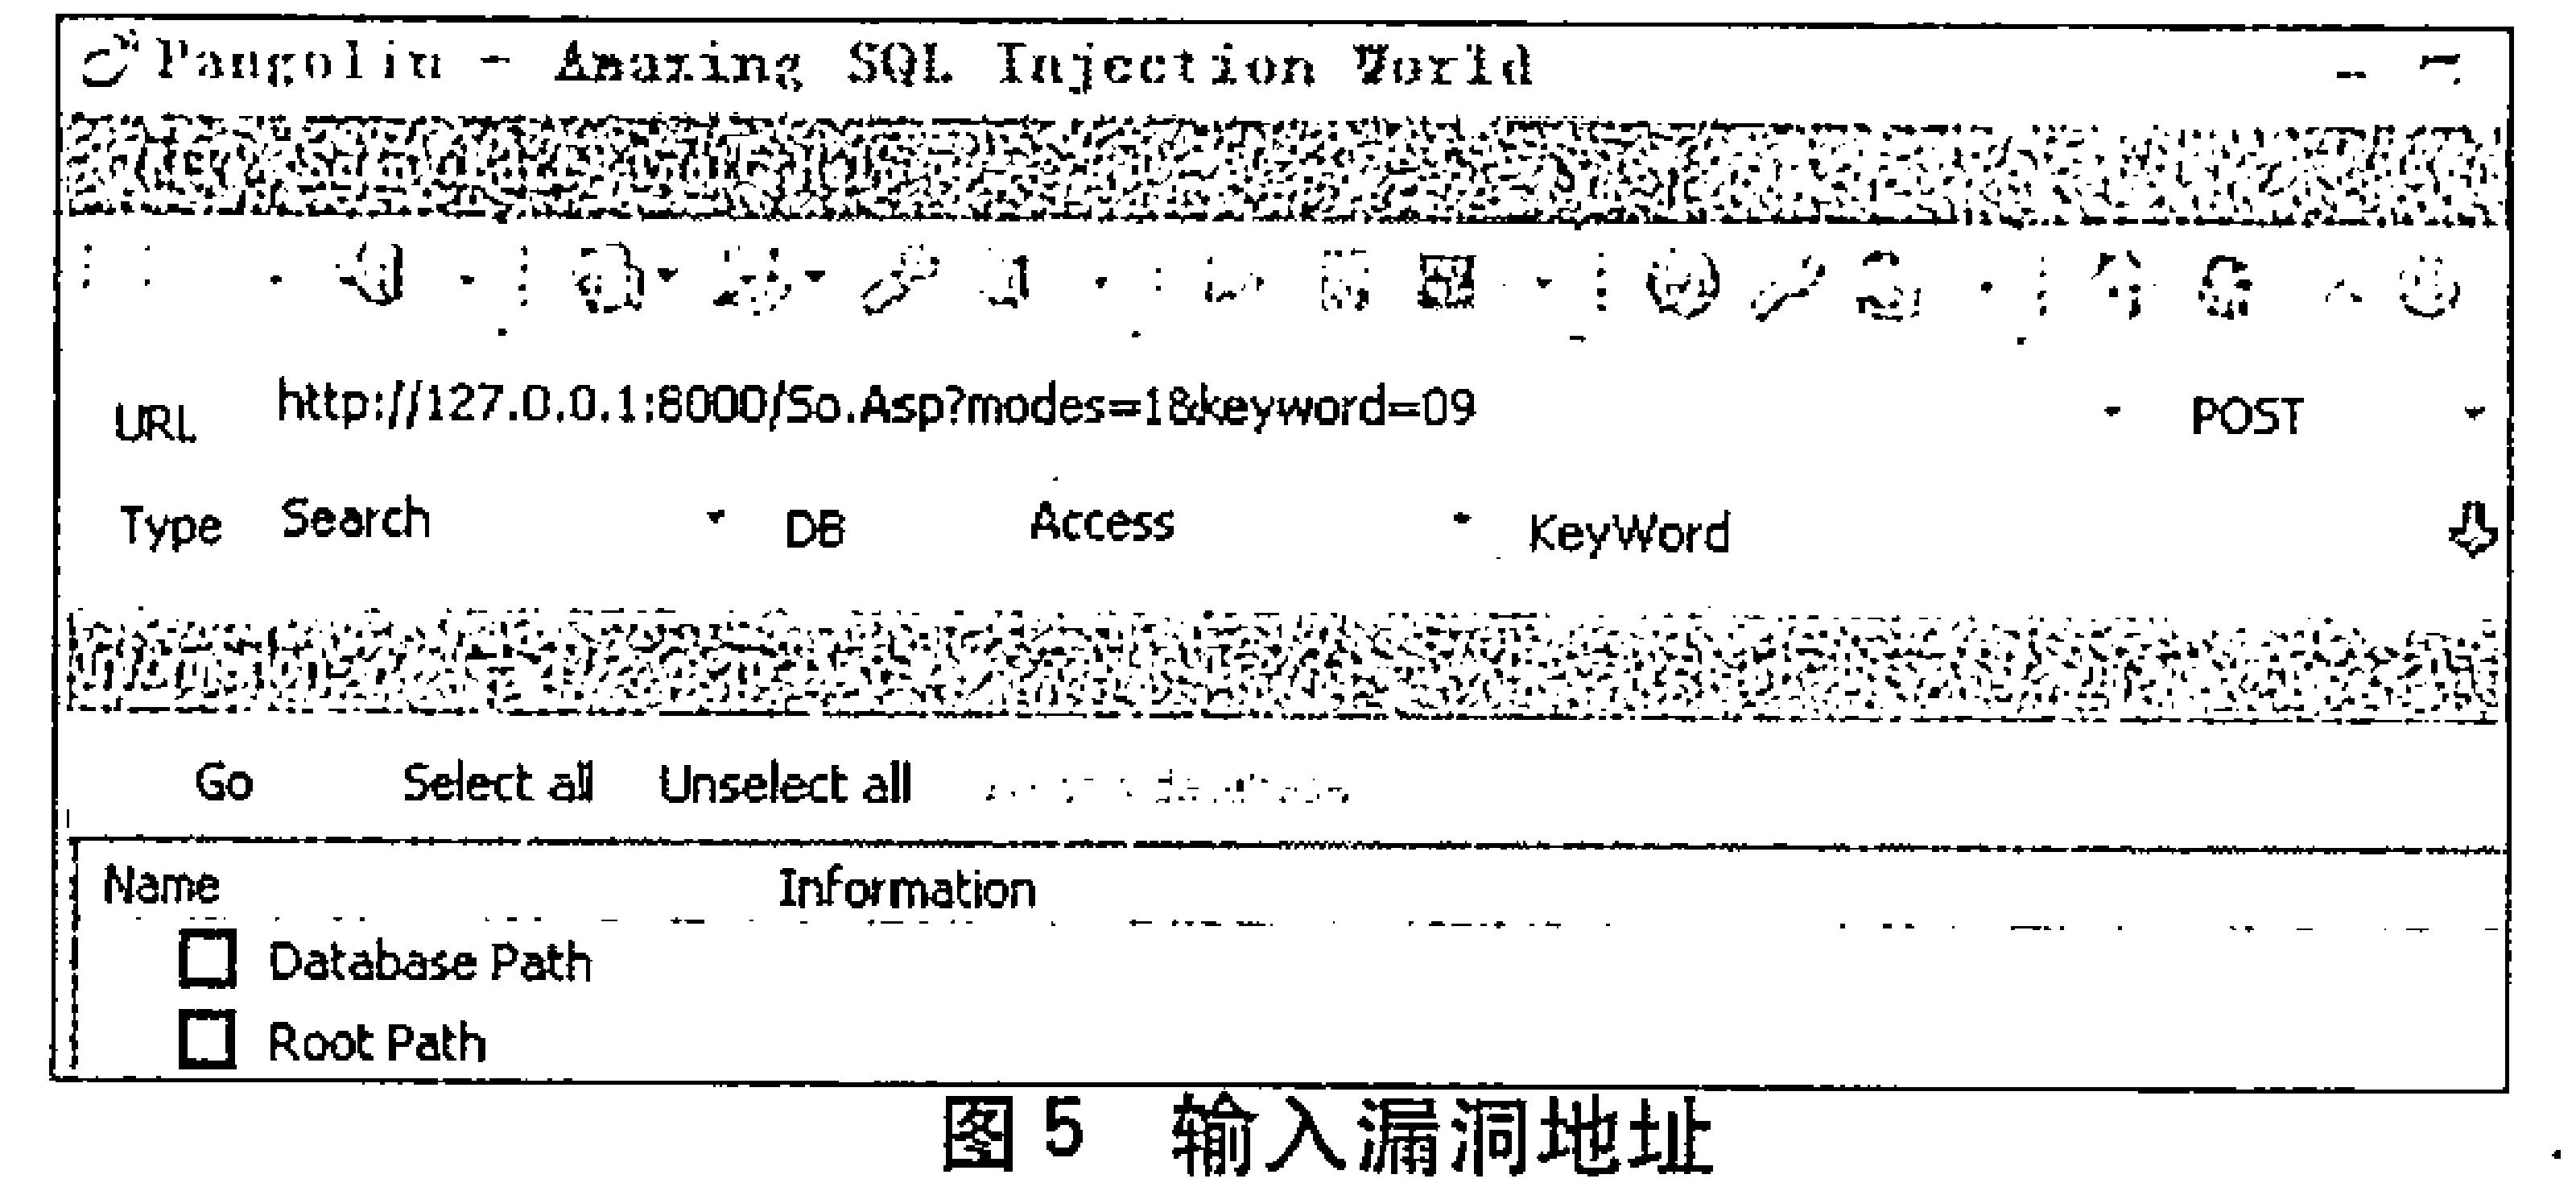 Pangolin - Amazing SQL Injection World
URL http://127.0.0.1:8000/So.Asp?modes=1&keyword=09 POST
Type Search DB Access KeyWord
Go Select all Unselect all
Name Information
Database Path
Root Path
图 5 输入漏洞地址